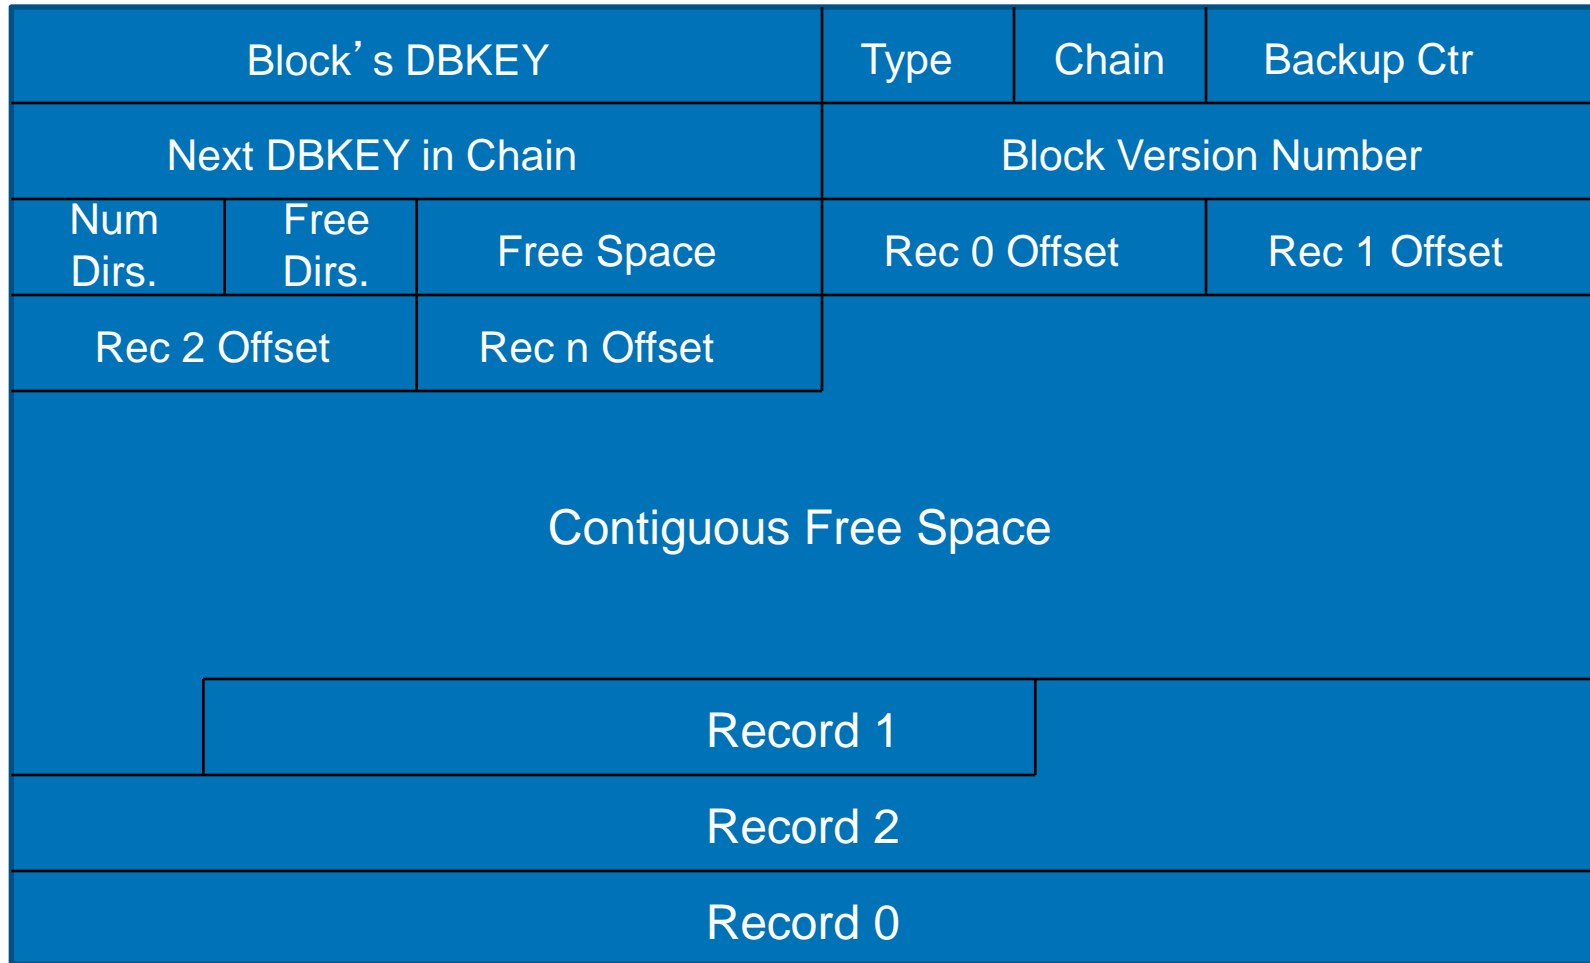 Block’s DBKEY
Type
Chain
Backup Ctr
Next DBKEY in Chain
Block Version Number
Num
Dirs.
Free
Dirs.
Free Space
Rec 0 Offset
Rec 1 Offset
Rec 2 Offset
Rec n Offset
Contiguous Free Space
Record 1
Record 2
Record 0